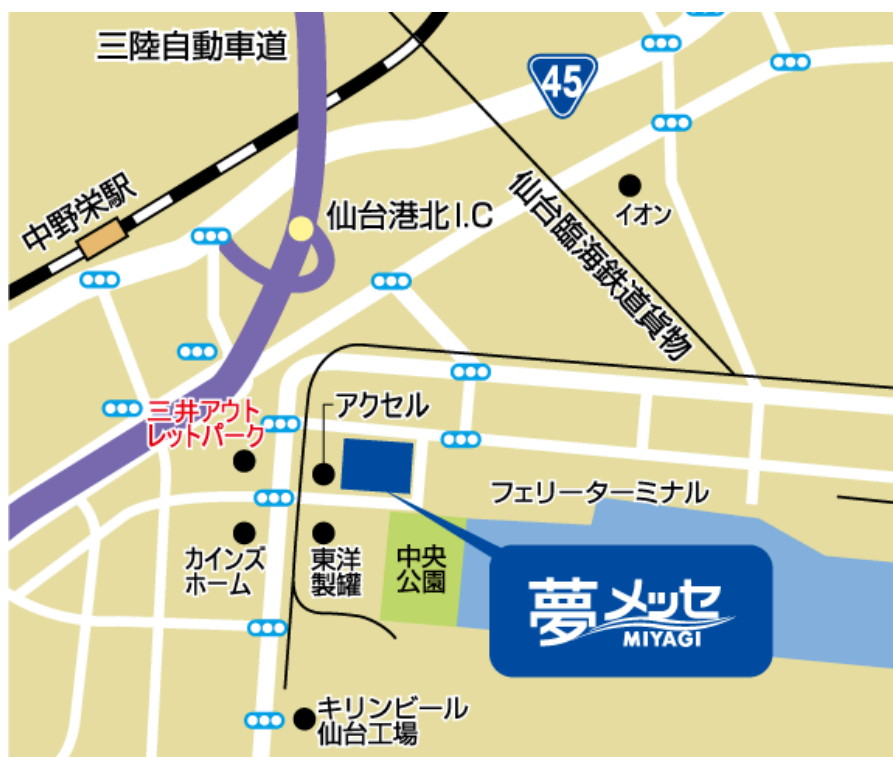 三陸自動車道
45
中野栄駅
仙台港北I.C
仙台臨海鉄道貨物
イオン
三井アウト
レットパーク
アクセル
フェリーターミナル
カインズ
ホーム
東洋
製罐
中央
公園
夢メッセ
MIYAGI
キリンビール
仙台工場